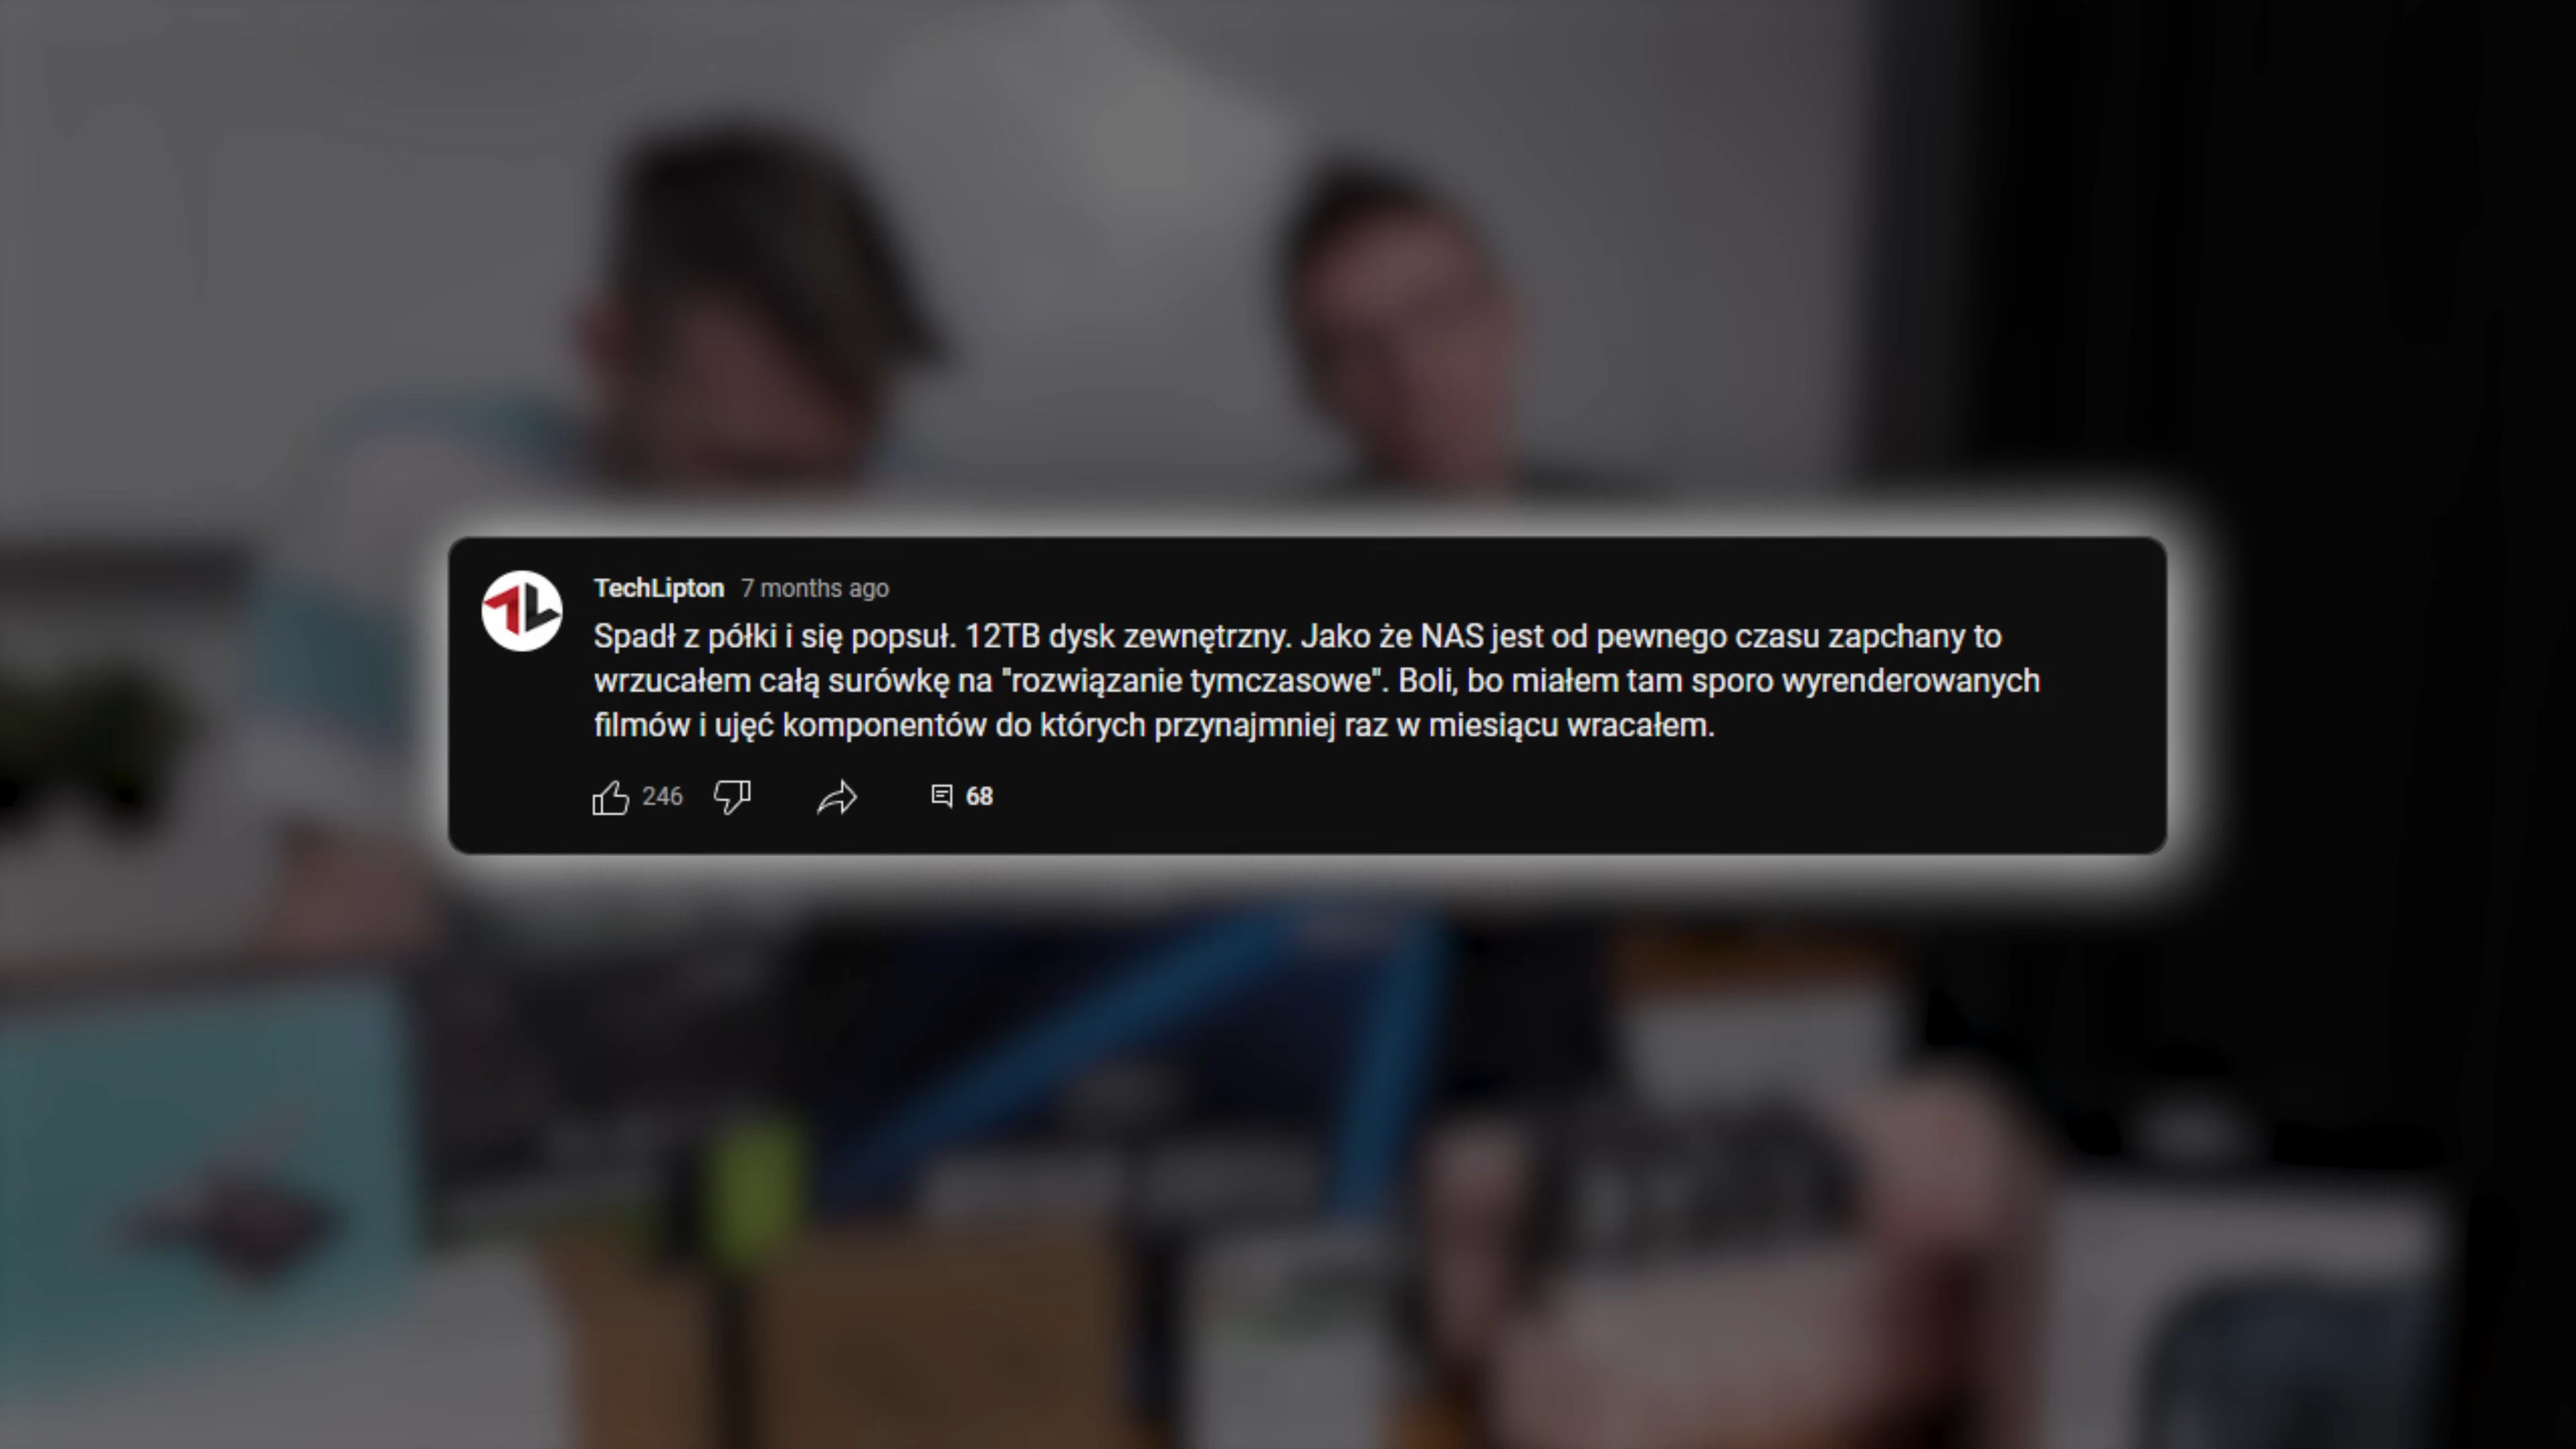 TechLipton 7 months ago
Spadł z półki i się popsuł. 12TB dysk zewnętrzny. Jako że NAS jest od pewnego czasu zapchany to
wrzucałem całą surówkę na "rozwiązanie tymczasowe". Boli, bo miałem tam sporo wyrenderowanych
filmów i ujęć komponentów do których przynajmniej raz w miesiącu wracałem.
246 68